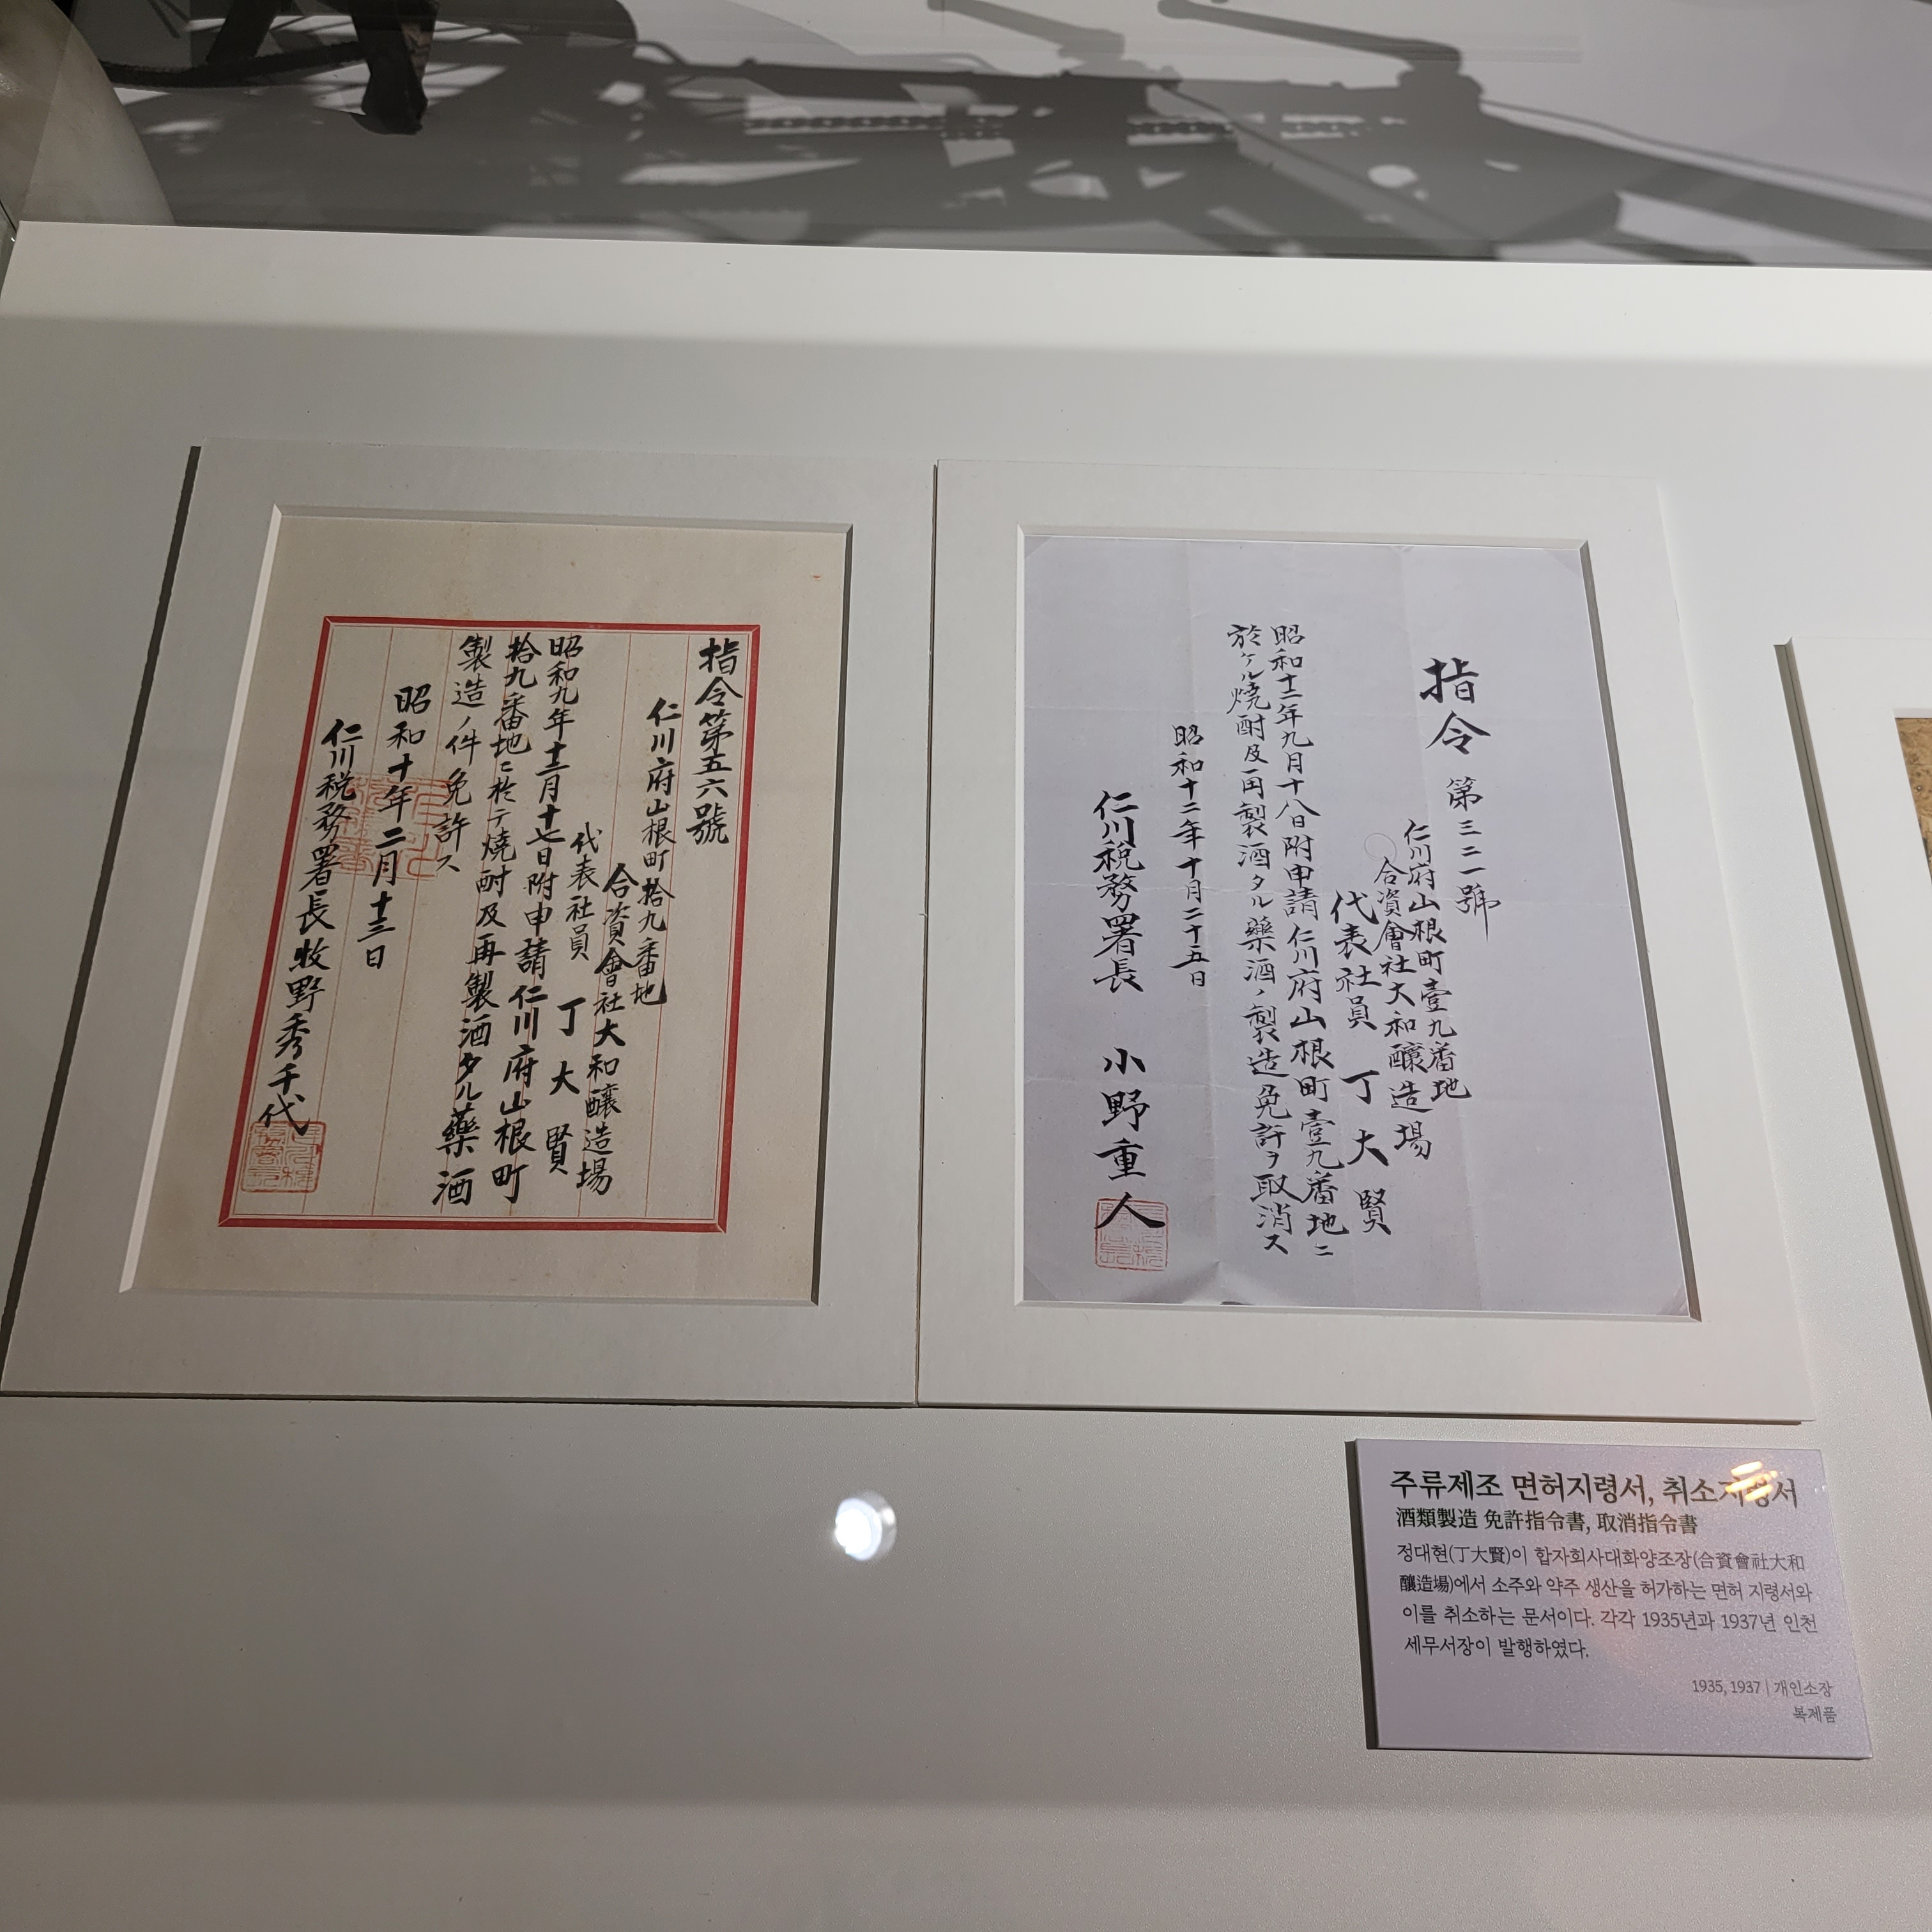 指令第五六號
仁川府山根町拾九番地
合資會社大和釀造場
代表社員 丁大賢
昭和九年十二月十七日附申請仁川府山根町
拾九番地ニ於テ燒酎及再製酒タル藥酒
製造ノ件免許ス
昭和十年二月十三日
仁川税務署長牧野秀千代
指令第三二一號
仁川府山根町壹九番地
合資會社大和釀造場
代表社員 丁大賢
昭和十二年九月十八日附申請仁川府山根町壹九番地ニ
於ケル燒酎及再製酒タル藥酒ノ製造免許ヲ取消ス
昭和十二年十月二十五日
仁川税務署長 小野重人
주류제조 면허지령서, 취소지령서
酒類製造 免許指令書, 取消指令書
정대현(丁大賢)이 합자회사대화양조장(合資會社大和
釀造場)에서 소주와 약주 생산을 허가하는 면허 지령서와
이를 취소하는 문서이다. 각각 1935년과 1937년 인천
세무서장이 발행하였다.
1935, 1937 | 개인소장
복제품